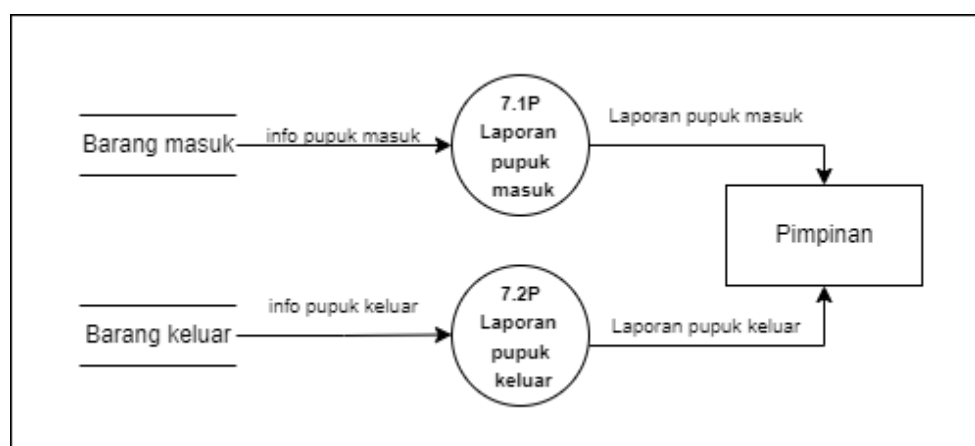 7.1P
Laporan
pupuk
masuk
Barang masuk
info pupuk masuk
Laporan pupuk masuk
Pimpinan
7.2P
Laporan
pupuk
keluar
Barang keluar
info pupuk keluar
Laporan pupuk keluar